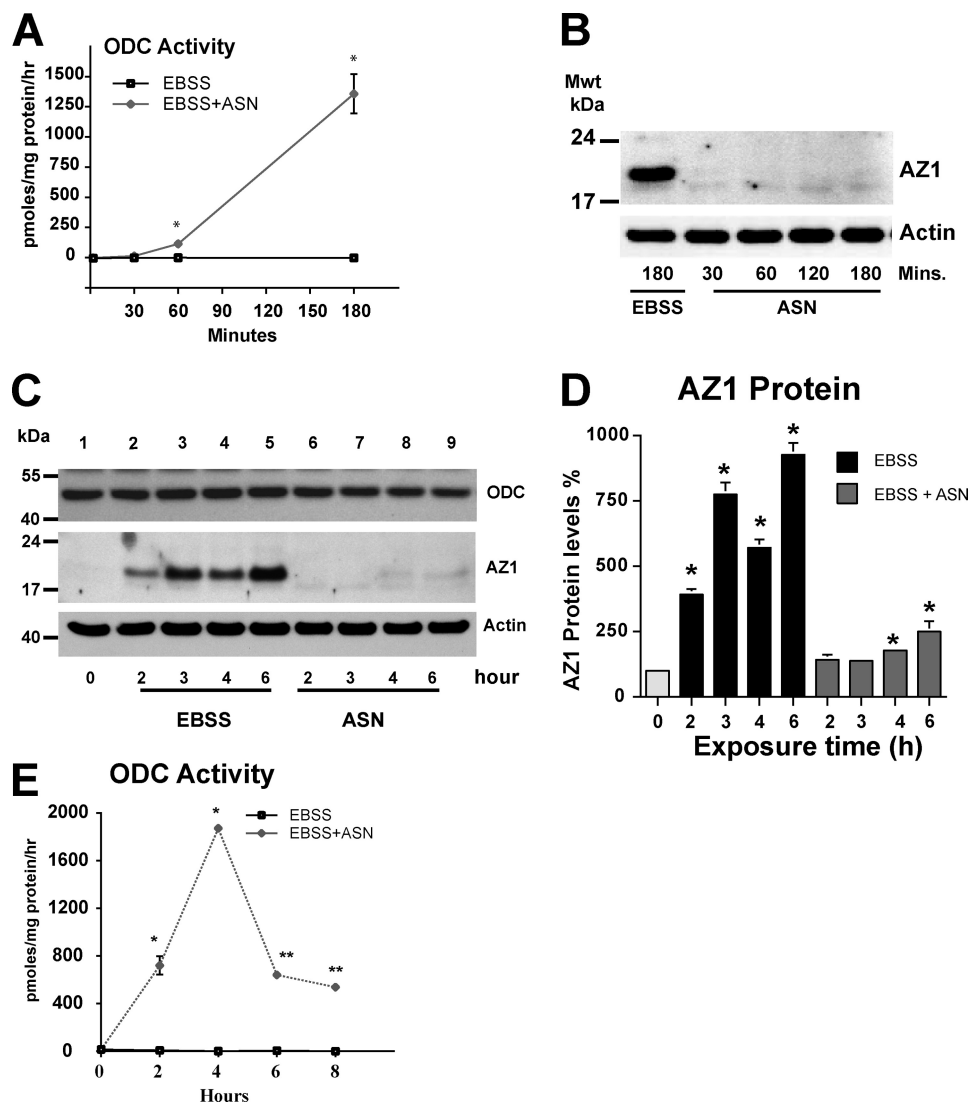 A
ODC Activity
EBSS
EBSS+ASN
pmoles/mg protein/hr
1500
1250
1000
750
500
250
0
*
*
30 60 90 120 150 180
Minutes
B
Mwt
kDa
24
17
AZ1
Actin
180 30 60 120 180 Mins.
EBSS ASN
C
kDa 1 2 3 4 5 6 7 8 9
55
40
ODC
24
17
AZ1
40
Actin
0 2 3 4 6 2 3 4 6 hour
EBSS ASN
D
AZ1 Protein
AZ1 Protein levels %
1000
750
500
250
0
* * * * * *
EBSS
EBSS + ASN
0 2 3 4 6 2 3 4 6
Exposure time (h)
E
ODC Activity
EBSS
EBSS+ASN
pmoles/mg protein/hr
2000
1600
1200
800
400
0
* * ** **
0 2 4 6 8
Hours